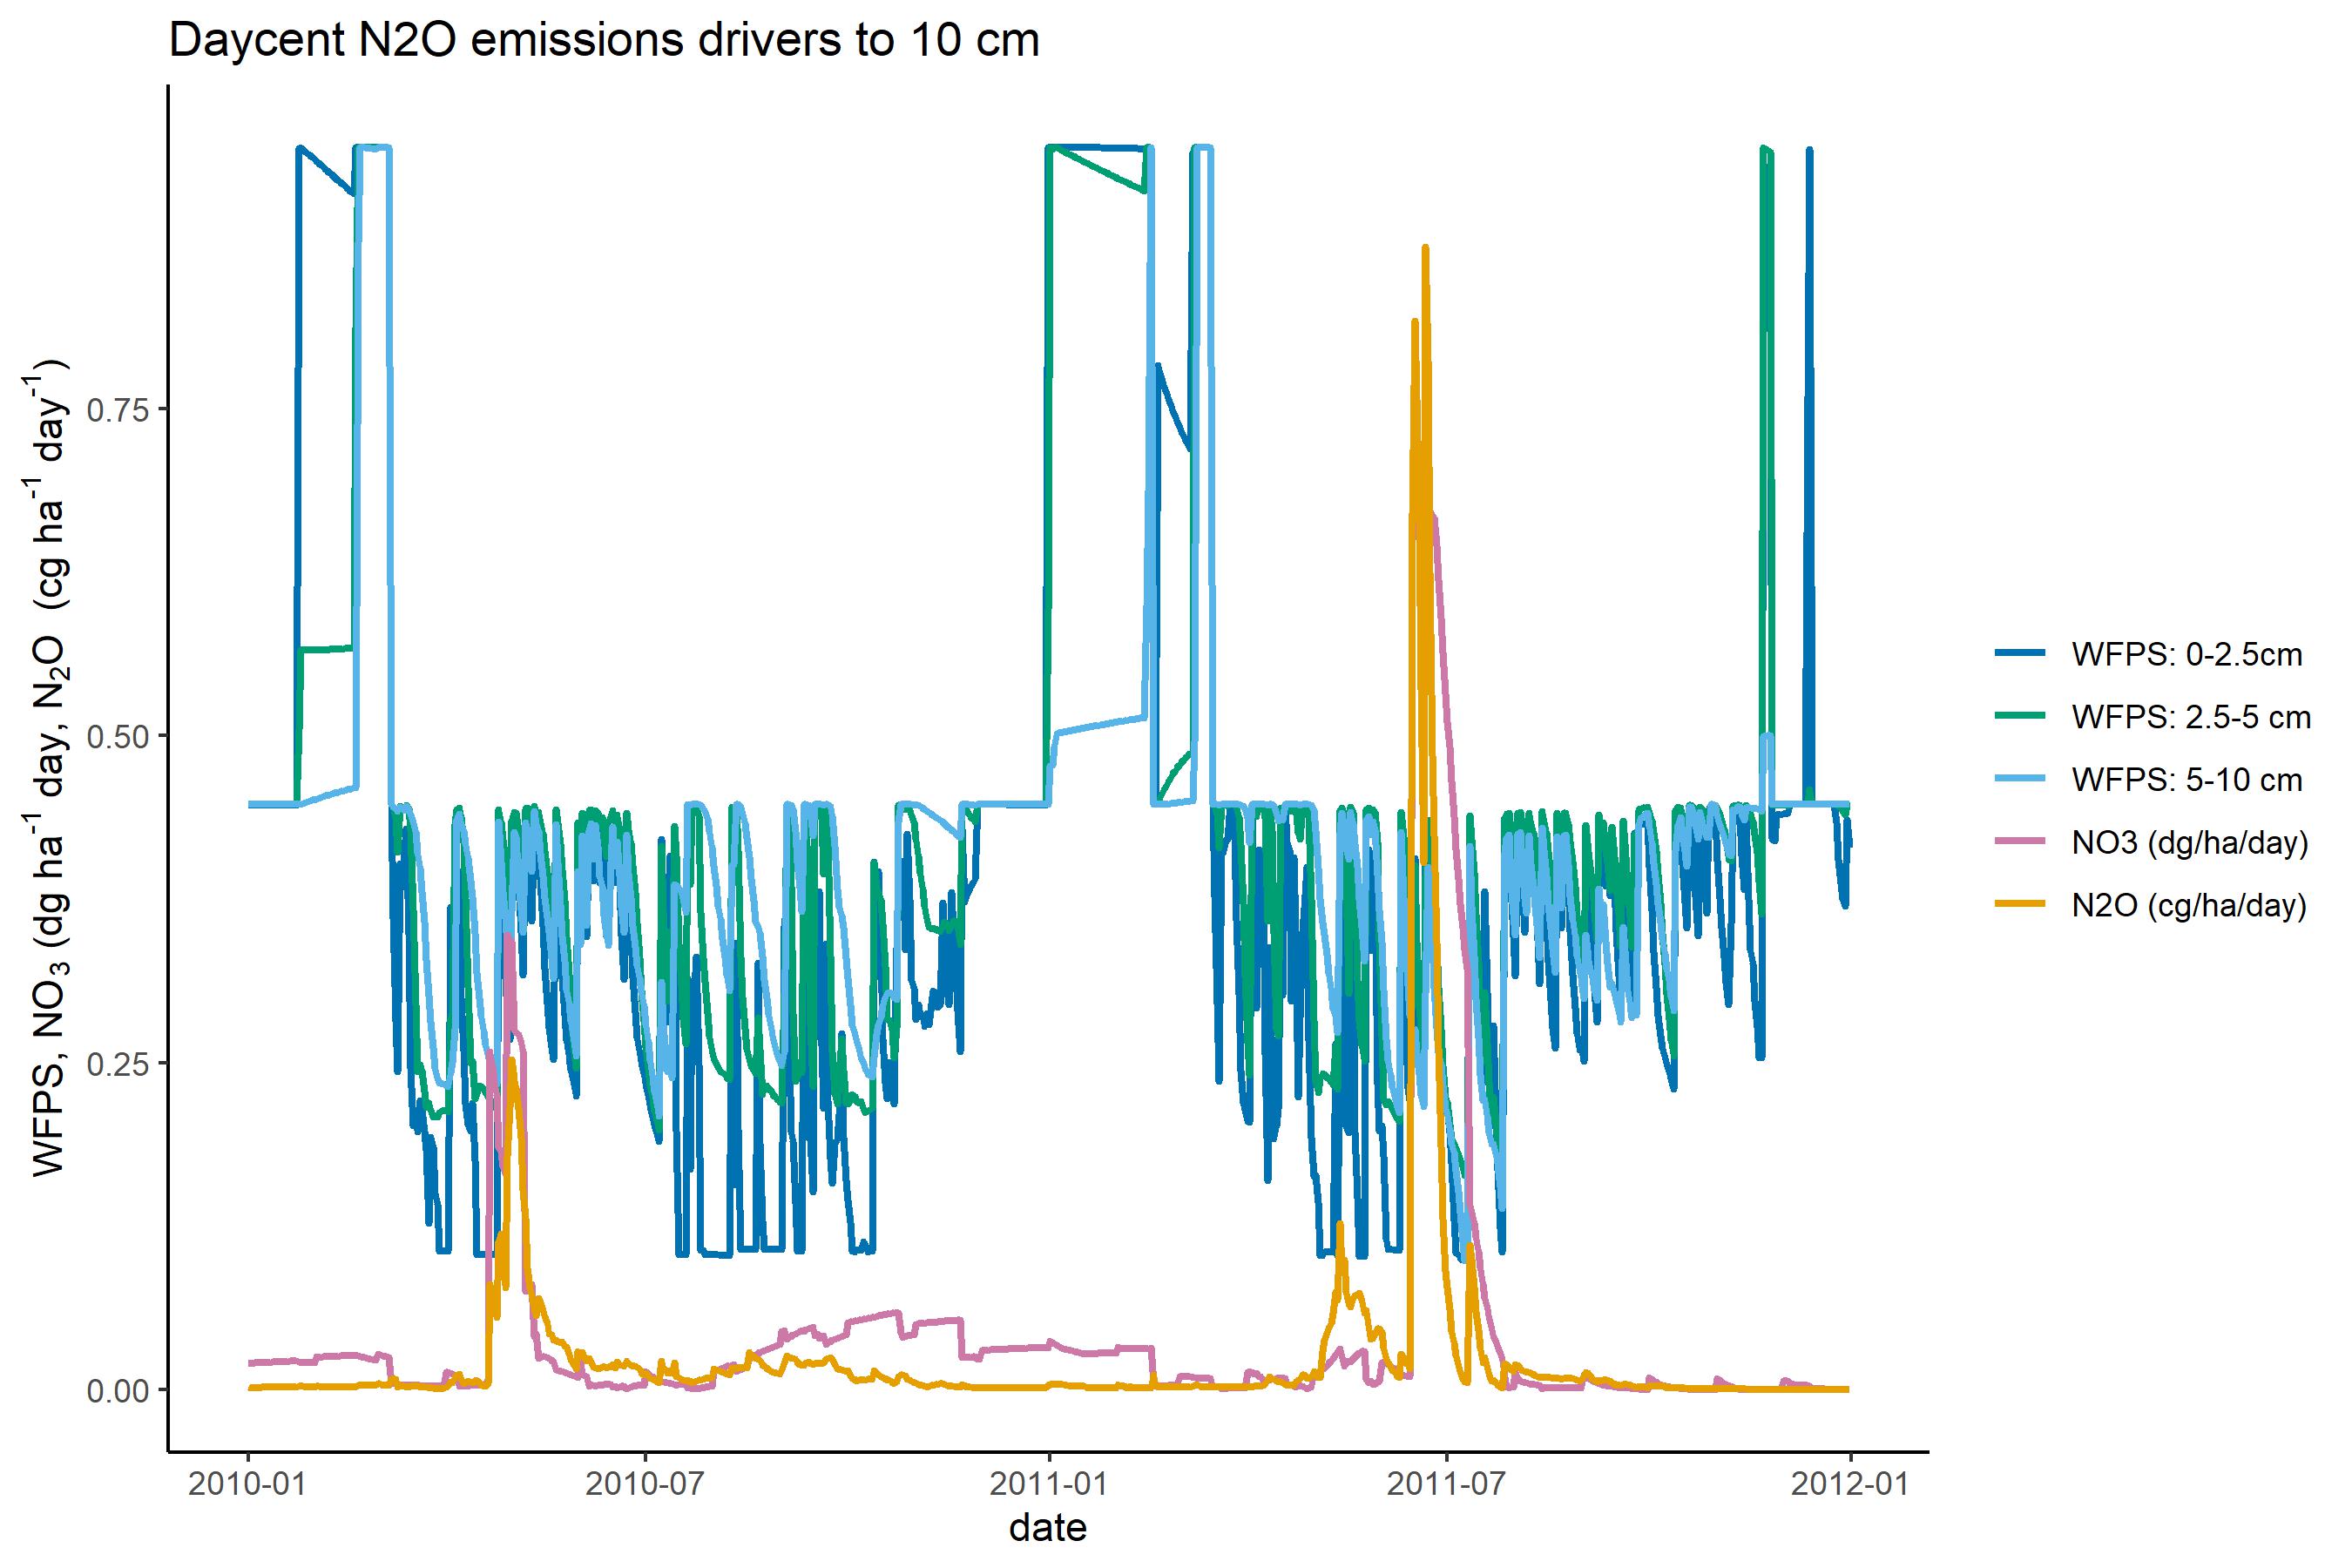 Daycent N2O emissions drivers to 10 cm
WFPS, NO₃ (dg ha⁻¹ day, N₂O  (cg ha⁻¹ day⁻¹)
0.75
0.50
0.25
0.00
2010-01
2010-07
2011-01
2011-07
2012-01
date
WFPS: 0-2.5cm
WFPS: 2.5-5 cm
WFPS: 5-10 cm
NO3 (dg/ha/day)
N2O (cg/ha/day)